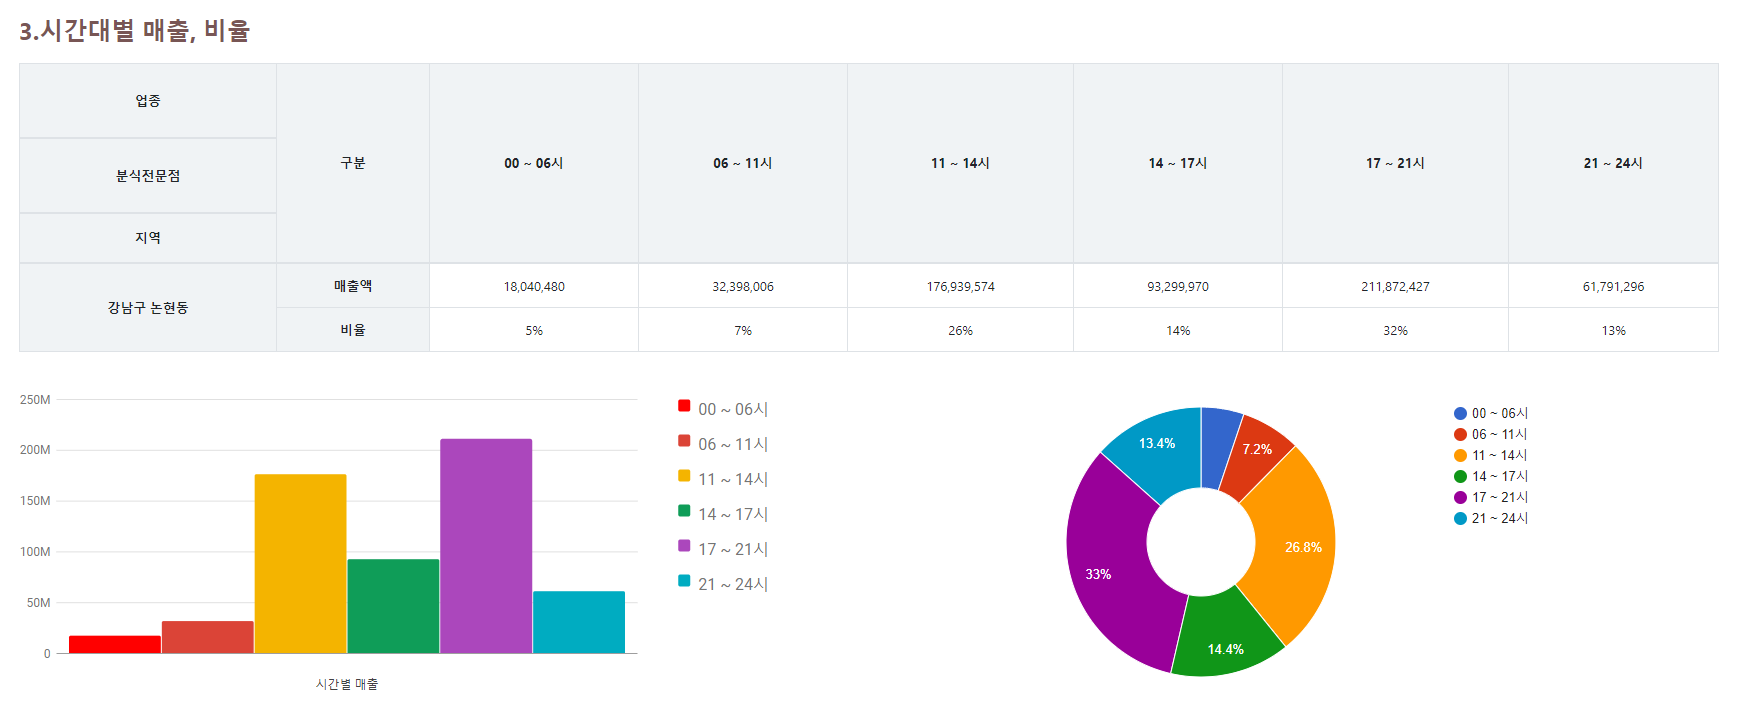 3.시간대별 매출, 비율
업종
분식전문점
지역
구분
00 ~ 06시
06 ~ 11시
11 ~ 14시
14 ~ 17시
17 ~ 21시
21 ~ 24시
강남구 논현동
매출액
18,040,480
32,398,006
176,939,574
93,299,970
211,872,427
61,791,296
비율
5%
7%
26%
14%
32%
13%
250M
200M
150M
100M
50M
0
시간별 매출
00 ~ 06시
06 ~ 11시
11 ~ 14시
14 ~ 17시
17 ~ 21시
21 ~ 24시
13.4%
7.2%
26.8%
33%
14.4%
00 ~ 06시
06 ~ 11시
11 ~ 14시
14 ~ 17시
17 ~ 21시
21 ~ 24시